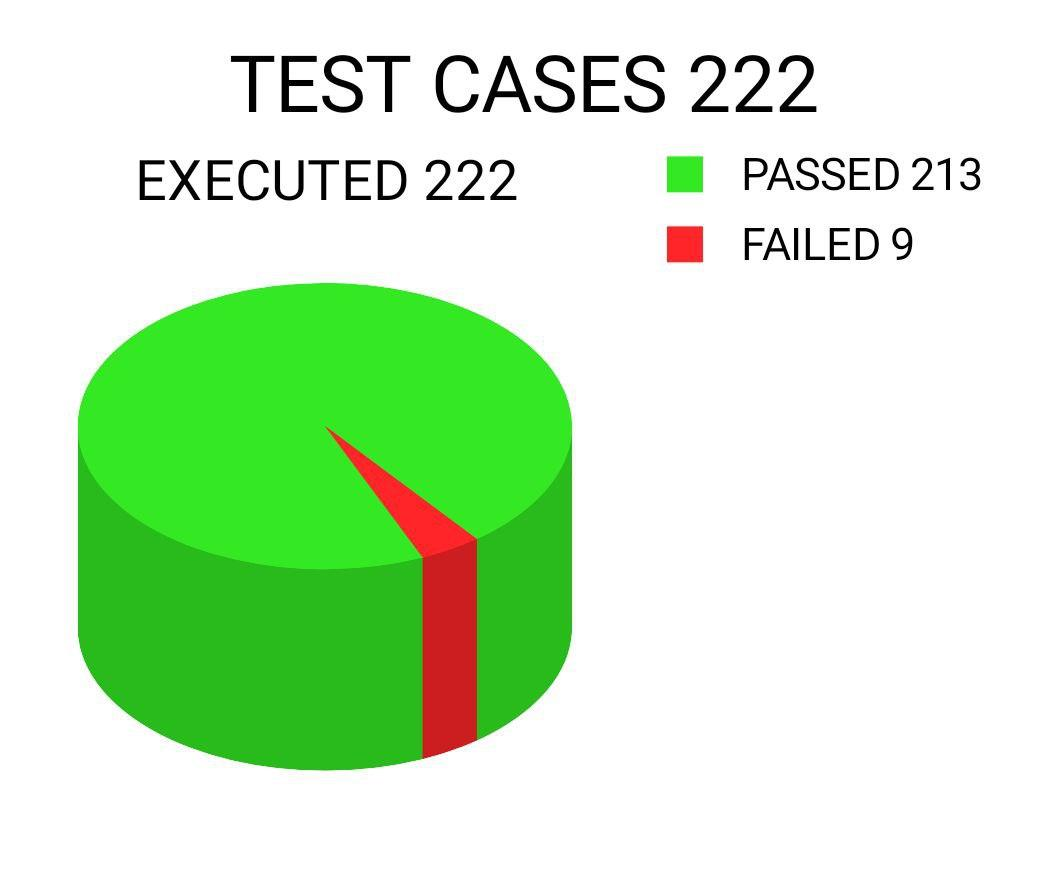 TEST CASES 222
EXECUTED 222
PASSED 213
FAILED 9